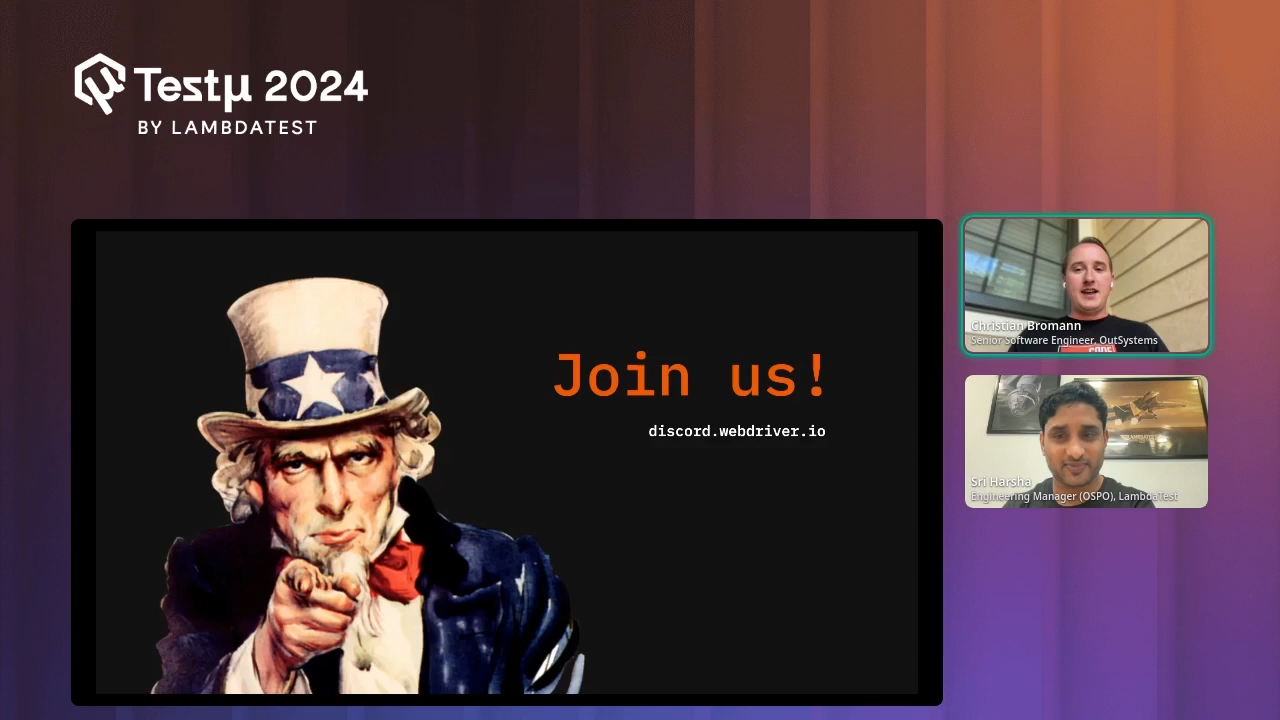 Testμ 2024
BY LAMBDATEST
Join us!
discord.webdriver.io
Christian Bromann
Senior Software Engineer, OutSystems
CODE
Sri Harsha
Engineering Manager (OSPO), LambdaTest